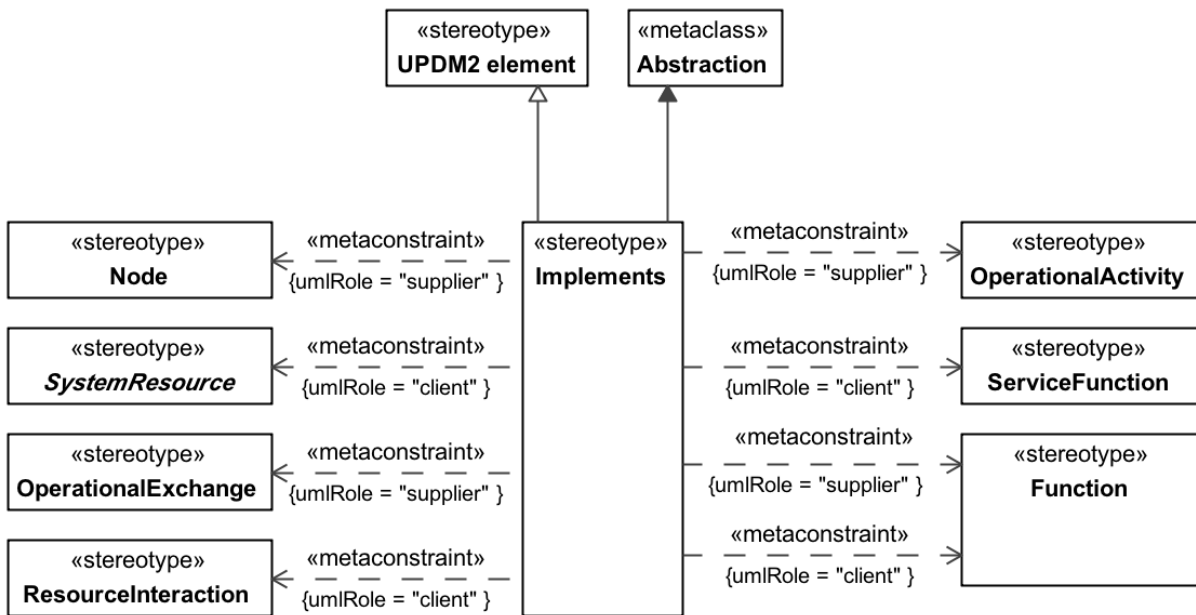 «stereotype»
UPDM2 element
«metaclass»
Abstraction
«stereotype»
Node
«metaconstraint»
{umlRole = "supplier" }
«stereotype»
Implements
«metaconstraint»
{umlRole = "supplier" }
«stereotype»
OperationalActivity
«stereotype»
SystemResource
«metaconstraint»
{umlRole = "client" }
«metaconstraint»
{umlRole = "client" }
«stereotype»
ServiceFunction
«stereotype»
OperationalExchange
«metaconstraint»
{umlRole = "supplier" }
«metaconstraint»
{umlRole = "supplier" }
«stereotype»
Function
«stereotype»
ResourceInteraction
«metaconstraint»
{umlRole = "client" }
«metaconstraint»
{umlRole = "client" }